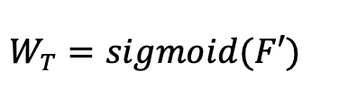 W_T = sigmoid(F′)